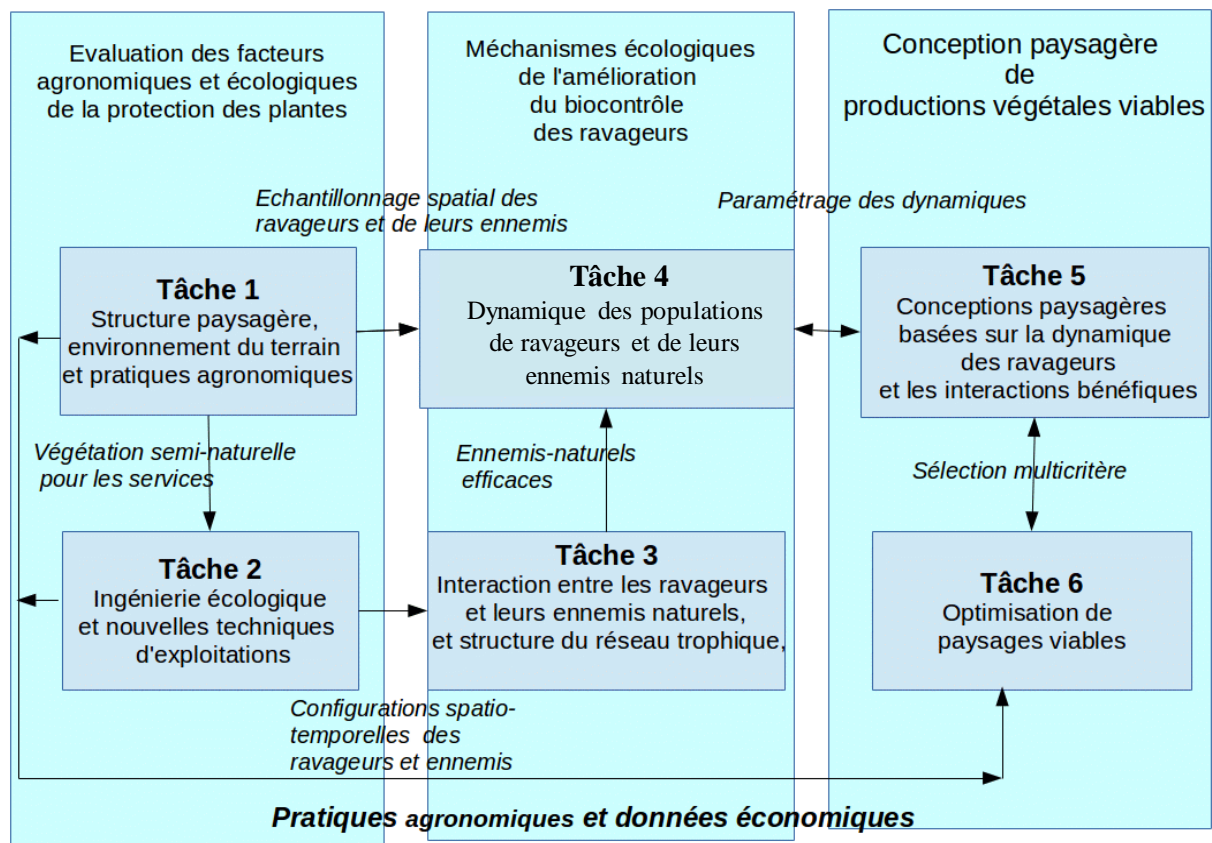 Evaluation des facteurs
agronomiques et écologiques
de la protection des plantes
Méchanismes écologiques
de l'amélioration
du biocontrôle
des ravageurs
Conception paysagère
de
productions végétales viables
Echantillonnage spatial des
ravageurs et de leurs ennemis
Paramétrage des dynamiques
Tâche 1
Structure paysagère,
environnement du terrain
et pratiques agronomiques
Tâche 4
Dynamique des populations
de ravageurs et de leurs
ennemis naturels
Tâche 5
Conceptions paysagères
basées sur la dynamique
des ravageurs
et les interactions bénéfiques
Végétation semi-naturelle
pour les services
Ennemis-naturels
efficaces
Sélection multicritère
Tâche 2
Ingénierie écologique
et nouvelles techniques
d'exploitations
Tâche 3
Interaction entre les ravageurs
et leurs ennemis naturels,
et structure du réseau trophique,
Tâche 6
Optimisation de
paysages viables
Configurations spatio-
temporelles des
ravageurs et ennemis
Pratiques agronomiques et données économiques